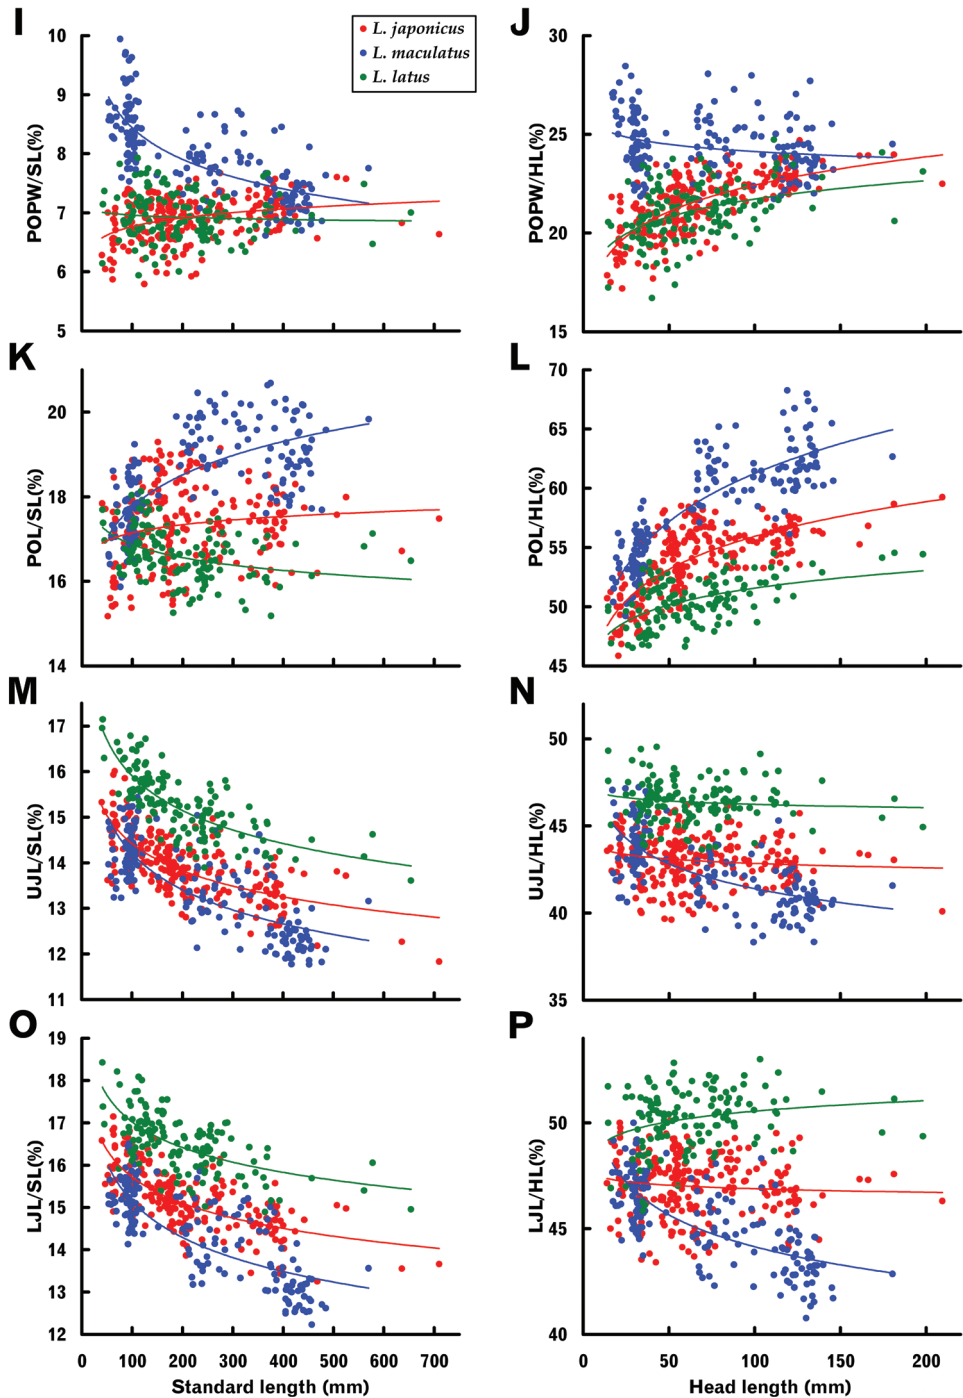 I
J
L. japonicus
L. maculatus
L. latus
10
9
8
7
6
5
POPW/SL(%)
30
25
20
15
POPW/HL(%)
K
L
20
18
16
14
POL/SL(%)
70
65
60
55
50
45
POL/HL(%)
M
N
17
16
15
14
13
12
11
UJL/SL(%)
50
45
40
35
UJL/HL(%)
O
P
19
18
17
16
15
14
13
12
LJL/SL(%)
50
45
40
LJL/HL(%)
0 100 200 300 400 500 600 700
Standard length (mm)
0 50 100 150 200
Head length (mm)